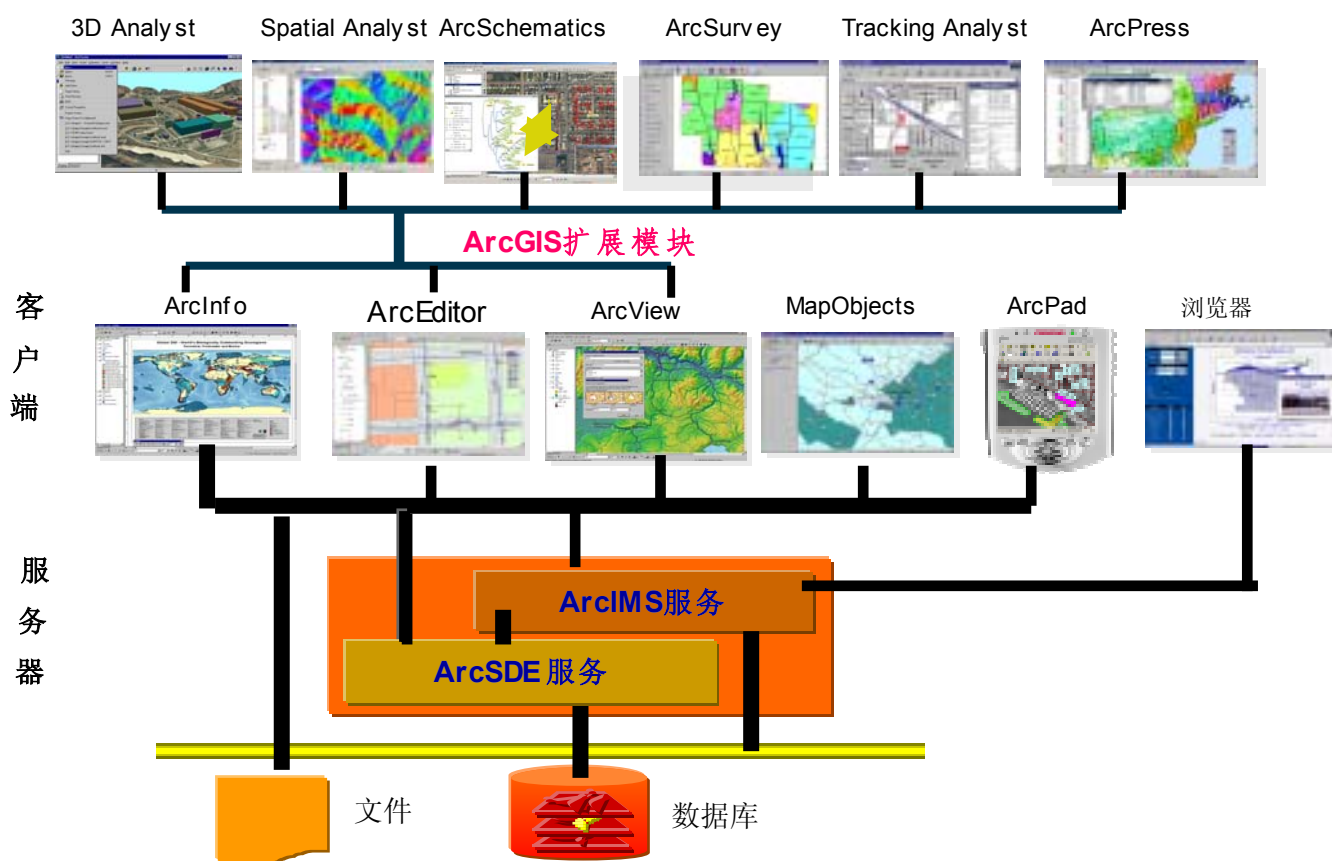 3D Analyst
Spatial Analyst
ArcSchematics
ArcSurvey
Tracking Analyst
ArcPress
ArcGIS扩展模块
客户端
ArcInfo
ArcEditor
ArcView
MapObjects
ArcPad
浏览器
服务器
ArcIMS服务
ArcSDE服务
文件
数据库